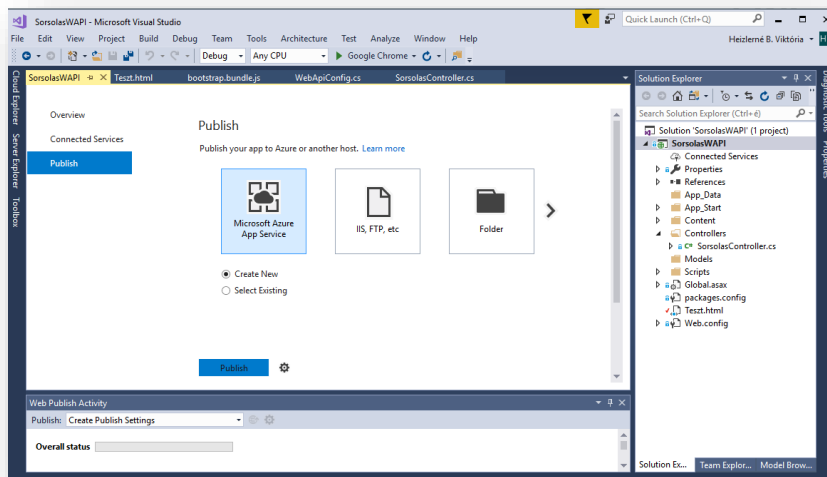 SorsolasWAPI - Microsoft Visual Studio
Quick Launch (Ctrl+Q)
File Edit View Project Build Debug Team Tools Architecture Test Analyze Window Help
Heizlerné B. Viktória
H
Debug Any CPU Google Chrome
Cloud Explorer Server Explorer Toolbox
SorsolasWAPI Teszt.html bootstrap.bundle.js WebApiConfig.cs SorsolasController.cs
Overview
Connected Services
Publish
Publish
Publish your app to Azure or another host. Learn more
Microsoft Azure
App Service
IIS, FTP, etc
Folder
Create New
Select Existing
Publish
Web Publish Activity
Publish: Create Publish Settings
Overall status
Solution Explorer
Search Solution Explorer (Ctrl+é)
Solution 'SorsolasWAPI' (1 project)
SorsolasWAPI
Connected Services
Properties
References
App_Data
App_Start
Content
Controllers
C# SorsolasController.cs
Models
Scripts
Global.asax
packages.config
Teszt.html
Web.config
Solution Ex... Team Explor... Model Brow...
Diagnostic Tools Properties